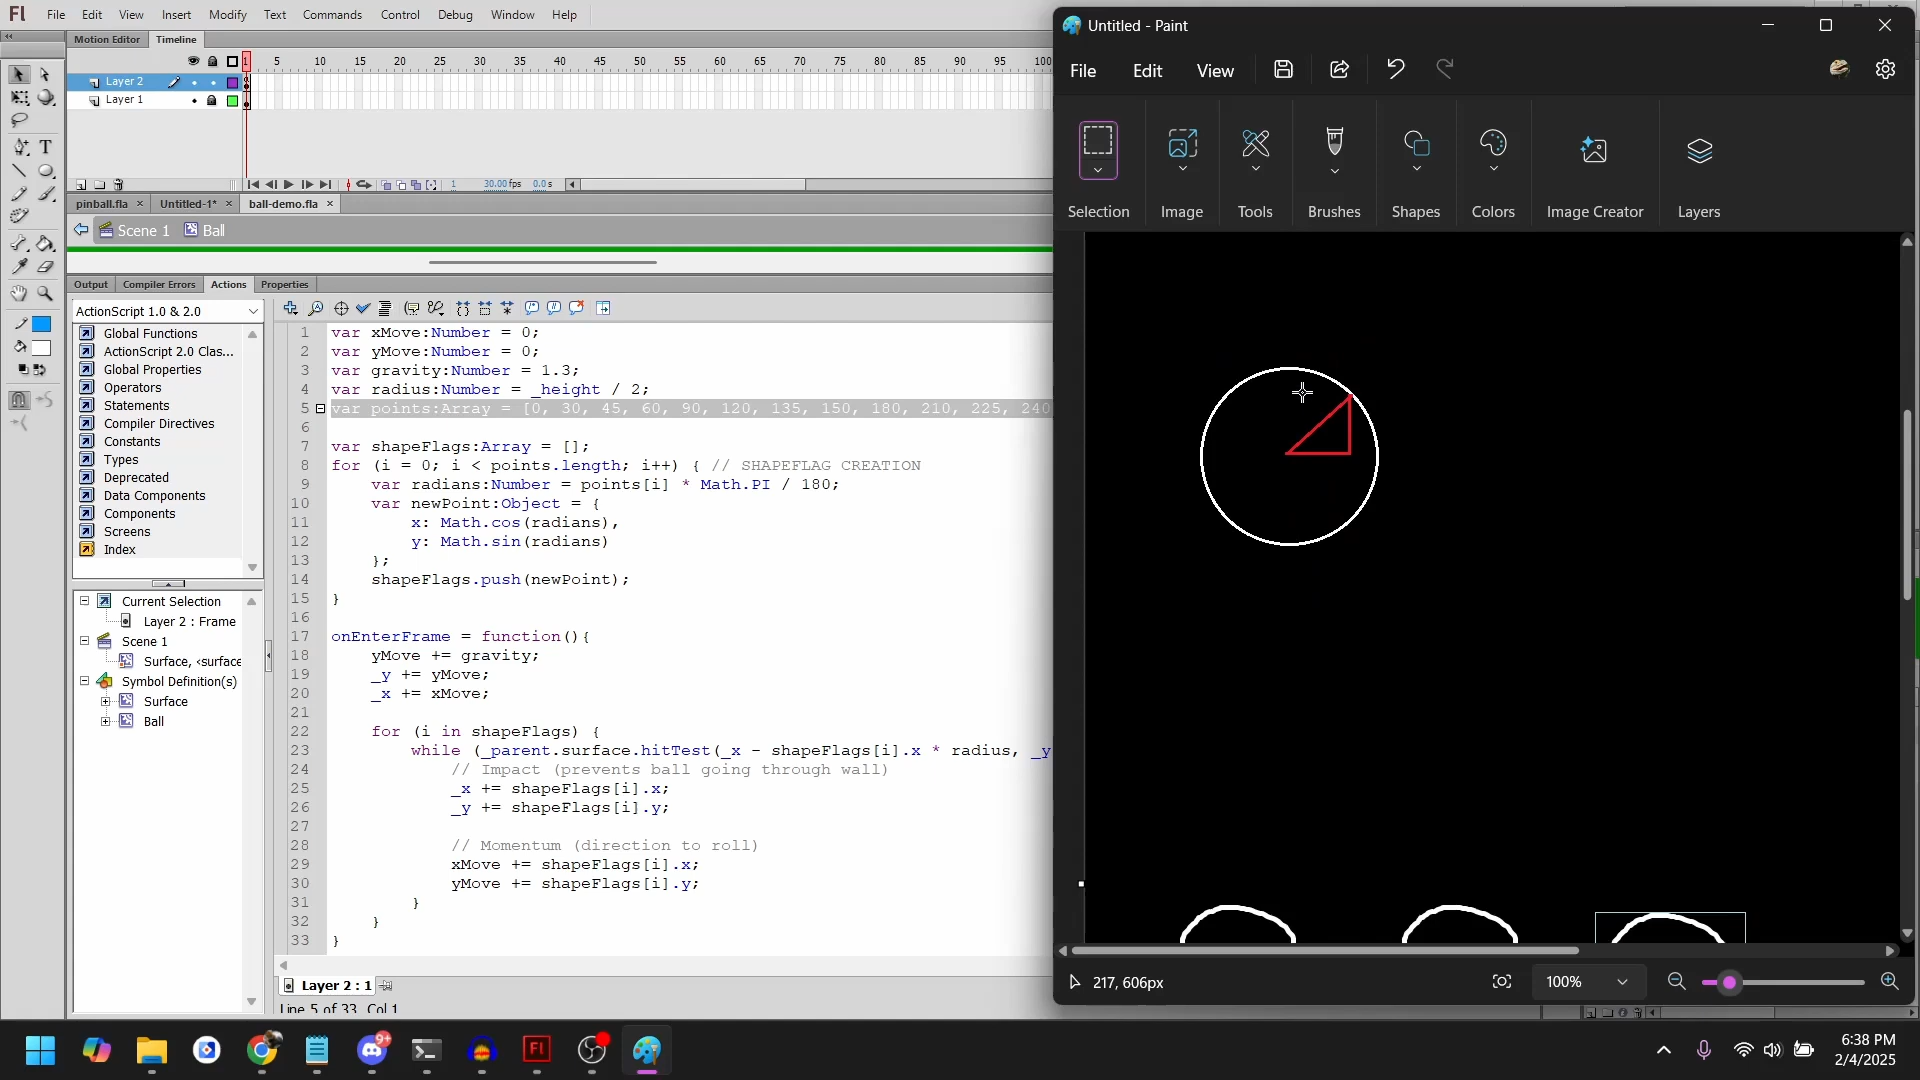 Fl File Edit View Insert Modify Text Commands Control Debug Window Help
Motion Editor Timeline
1 5 10 15 20 25 30 35 40 45 50 55 60 65 70 75 80 85 90 95 100
Layer 2
Layer 1
1 30.00 fps 0.0 s
pinball.fla × Untitled-1* × ball-demo.fla ×
Scene 1 Ball
Output Compiler Errors Actions Properties
ActionScript 1.0 & 2.0
Global Functions
ActionScript 2.0 Clas...
Global Properties
Operators
Statements
Compiler Directives
Constants
Types
Deprecated
Data Components
Components
Screens
Index
Current Selection
Layer 2 : Frame
Scene 1
Surface, <surface
Symbol Definition(s)
Surface
Ball
1 var xMove:Number = 0;
2 var yMove:Number = 0;
3 var gravity:Number = 1.3;
4 var radius:Number = _height / 2;
5 var points:Array = [0, 30, 45, 60, 90, 120, 135, 150, 180, 210, 225, 240
6
7 var shapeFlags:Array = [];
8 for (i = 0; i < points.length; i++) { // SHAPEFLAG CREATION
9 var radians:Number = points[i] * Math.PI / 180;
10 var newPoint:Object = {
11 x: Math.cos(radians),
12 y: Math.sin(radians)
13 };
14 shapeFlags.push(newPoint);
15 }
16
17 onEnterFrame = function(){
18 yMove += gravity;
19 _y += yMove;
20 _x += xMove;
21
22 for (i in shapeFlags) {
23 while (_parent.surface.hitTest(_x - shapeFlags[i].x * radius, _y
24 // Impact (prevents ball going through wall)
25 _x += shapeFlags[i].x;
26 _y += shapeFlags[i].y;
27
28 // Momentum (direction to roll)
29 xMove += shapeFlags[i].x;
30 yMove += shapeFlags[i].y;
31 }
32 }
33 }
Layer 2 : 1
Line 5 of 33, Col 1
Untitled - Paint
File Edit View
Selection Image Tools Brushes Shapes Colors Image Creator Layers
217, 606px 100%
9+ Fl
6:38 PM
2/4/2025